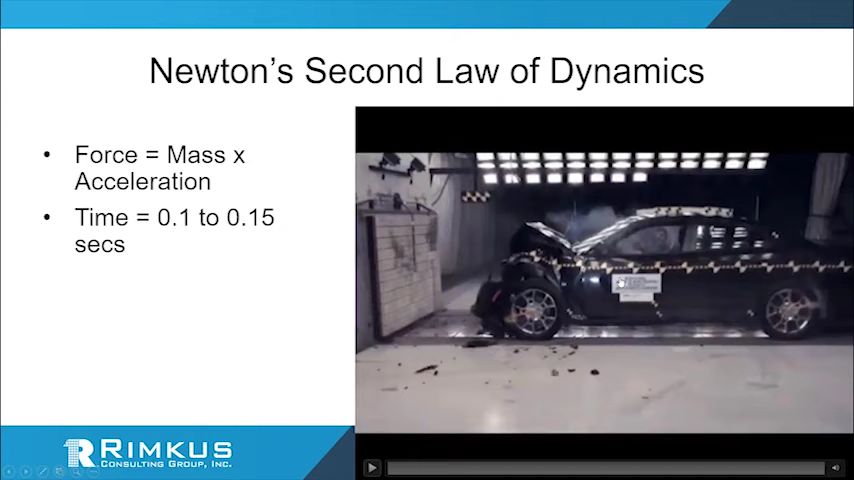 Newton's Second Law of Dynamics
• Force = Mass x
Acceleration
• Time = 0.1 to 0.15
secs
RIMKUS
CONSULTING GROUP, INC.